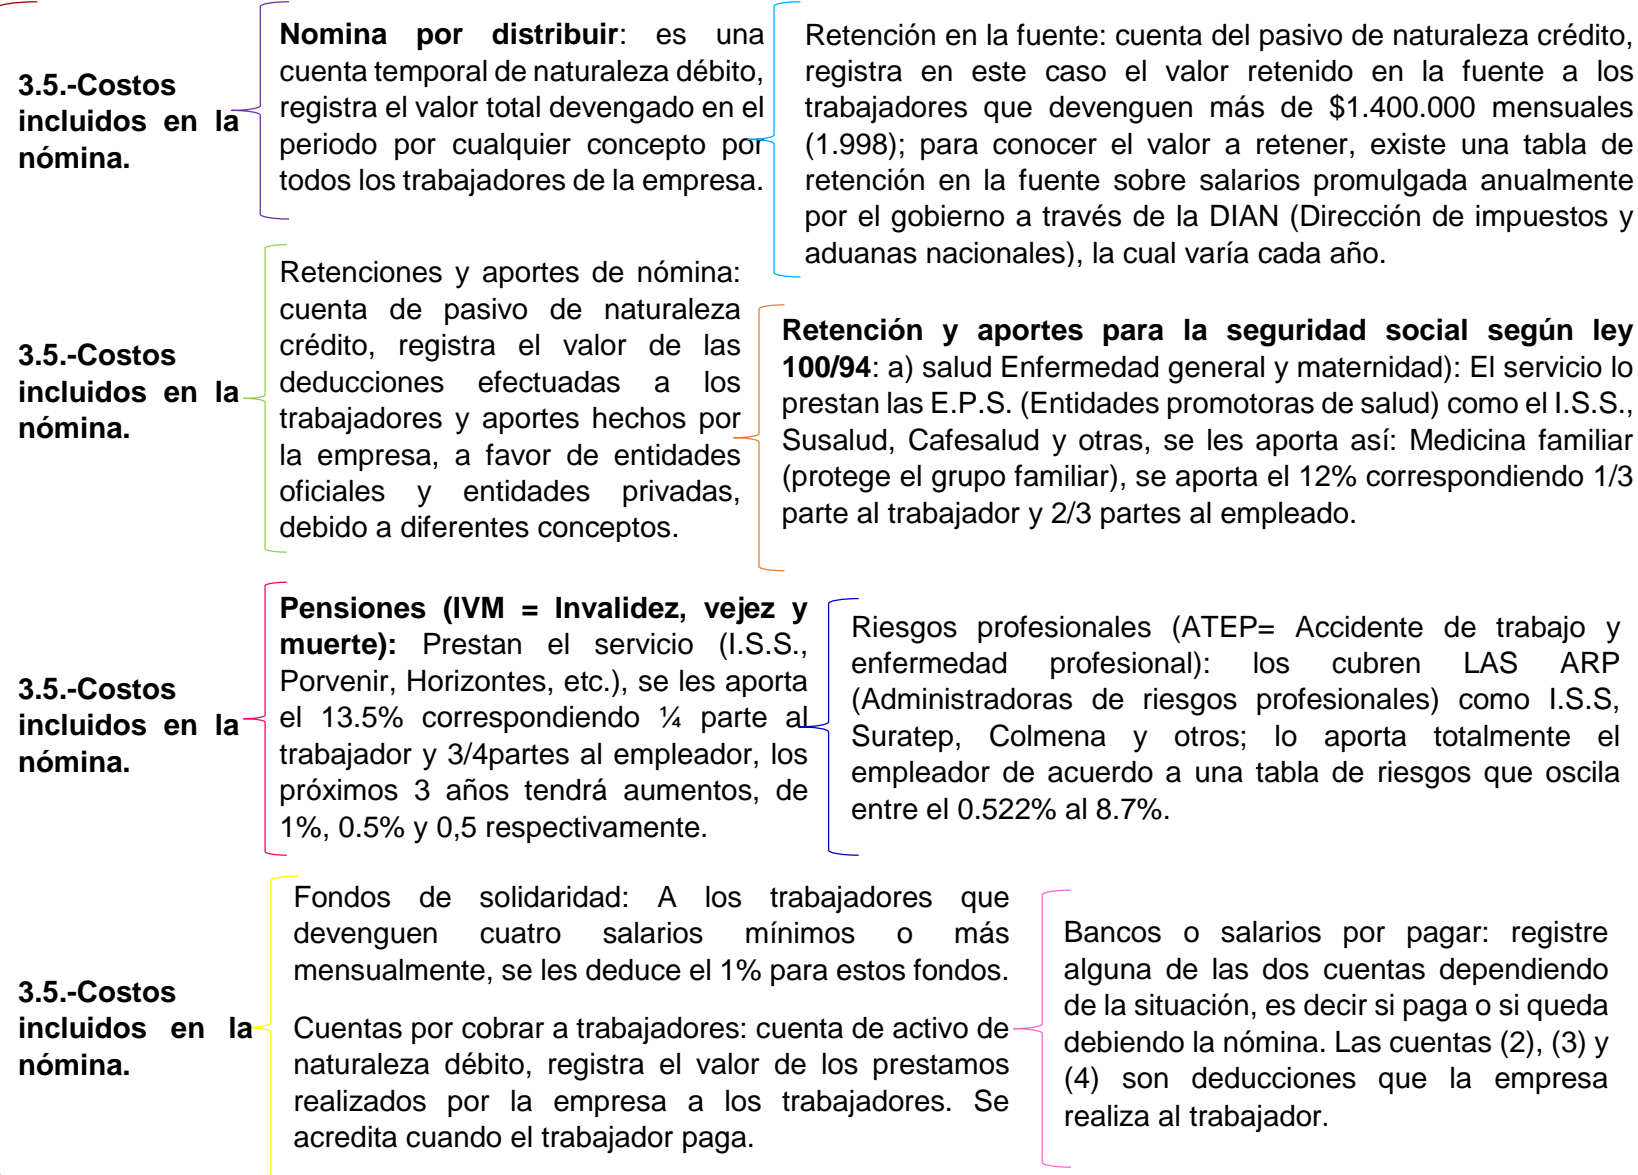 3.5.-Costos
incluidos en la
nómina.
Nomina por distribuir: es una
cuenta temporal de naturaleza débito,
registra el valor total devengado en el
periodo por cualquier concepto por
todos los trabajadores de la empresa.
Retención en la fuente: cuenta del pasivo de naturaleza crédito,
registra en este caso el valor retenido en la fuente a los
trabajadores que devenguen más de $1.400.000 mensuales
(1.998); para conocer el valor a retener, existe una tabla de
retención en la fuente sobre salarios promulgada anualmente
por el gobierno a través de la DIAN (Dirección de impuestos y
aduanas nacionales), la cual varía cada año.
3.5.-Costos
incluidos en la
nómina.
Retenciones y aportes de nómina:
cuenta de pasivo de naturaleza
crédito, registra el valor de las
deducciones efectuadas a los
trabajadores y aportes hechos por
la empresa, a favor de entidades
oficiales y entidades privadas,
debido a diferentes conceptos.
Retención y aportes para la seguridad social según ley
100/94: a) salud Enfermedad general y maternidad): El servicio lo
prestan las E.P.S. (Entidades promotoras de salud) como el I.S.S.,
Susalud, Cafesalud y otras, se les aporta así: Medicina familiar
(protege el grupo familiar), se aporta el 12% correspondiendo 1/3
parte al trabajador y 2/3 partes al empleado.
3.5.-Costos
incluidos en la
nómina.
Pensiones (IVM = Invalidez, vejez y
muerte): Prestan el servicio (I.S.S.,
Porvenir, Horizontes, etc.), se les aporta
el 13.5% correspondiendo ¼ parte al
trabajador y 3/4partes al empleador, los
próximos 3 años tendrá aumentos, de
1%, 0.5% y 0,5 respectivamente.
Riesgos profesionales (ATEP= Accidente de trabajo y
enfermedad profesional): los cubren LAS ARP
(Administradoras de riesgos profesionales) como I.S.S,
Suratep, Colmena y otros; lo aporta totalmente el
empleador de acuerdo a una tabla de riesgos que oscila
entre el 0.522% al 8.7%.
3.5.-Costos
incluidos en la
nómina.
Fondos de solidaridad: A los trabajadores que
devenguen cuatro salarios mínimos o más
mensualmente, se les deduce el 1% para estos fondos.
Cuentas por cobrar a trabajadores: cuenta de activo de
naturaleza débito, registra el valor de los prestamos
realizados por la empresa a los trabajadores. Se
acredita cuando el trabajador paga.
Bancos o salarios por pagar: registre
alguna de las dos cuentas dependiendo
de la situación, es decir si paga o si queda
debiendo la nómina. Las cuentas (2), (3) y
(4) son deducciones que la empresa
realiza al trabajador.